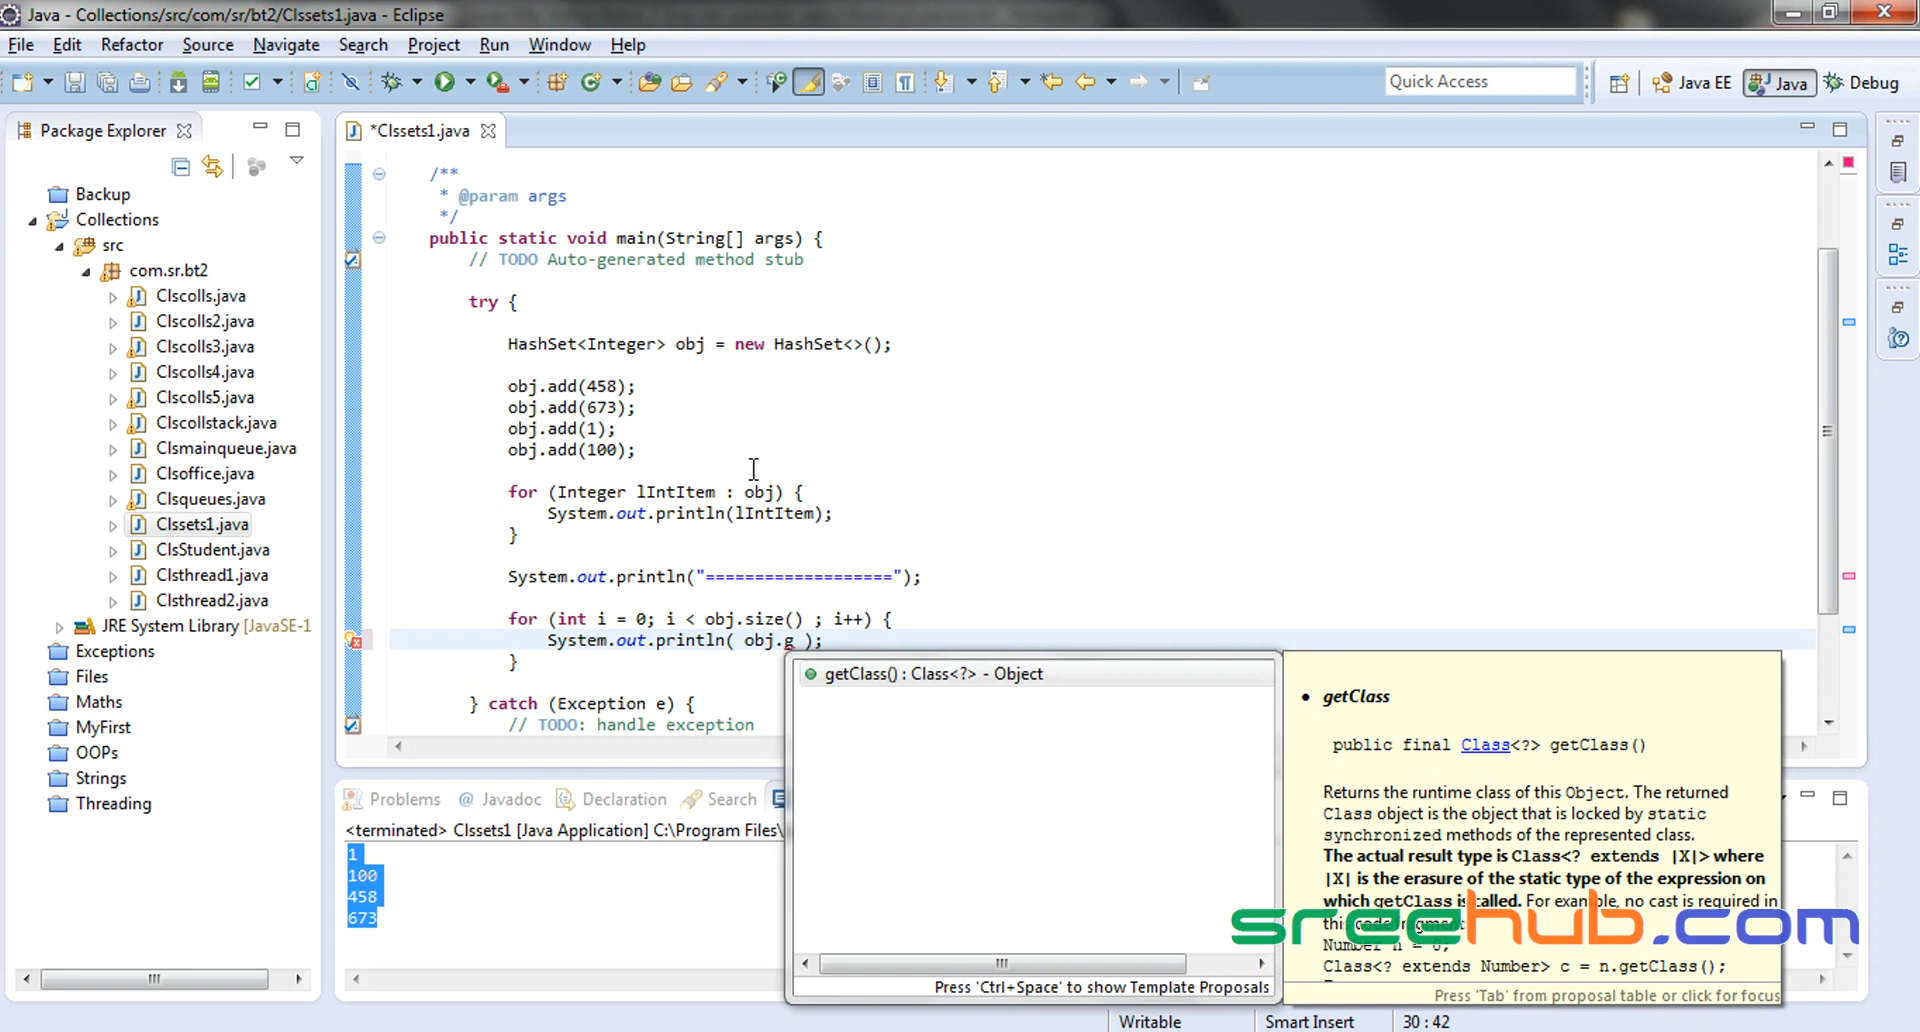 Java - Collections/src/com/sr/bt2/Clssets1.java - Eclipse
File Edit Refactor Source Navigate Search Project Run Window Help
Quick Access
Java EE
Java
Debug
Package Explorer
*Clssets1.java
Backup
Collections
src
com.sr.bt2
Clscolls.java
Clscolls2.java
Clscolls3.java
Clscolls4.java
Clscolls5.java
Clscollstack.java
Clsmainqueue.java
Clsoffice.java
Clsqueues.java
Clssets1.java
ClsStudent.java
Clsthread1.java
Clsthread2.java
JRE System Library [JavaSE-1
Exceptions
Files
Maths
MyFirst
OOPs
Strings
Threading
/**
* @param args
*/
public static void main(String[] args) {
// TODO Auto-generated method stub
try {
HashSet<Integer> obj = new HashSet<>();
obj.add(458);
obj.add(673);
obj.add(1);
obj.add(100);
for (Integer lIntItem : obj) {
System.out.println(lIntItem);
}
System.out.println("===================");
for (int i = 0; i < obj.size() ; i++) {
System.out.println( obj.g );
}
} catch (Exception e) {
// TODO: handle exception
getClass() : Class<?> - Object
Press 'Ctrl+Space' to show Template Proposals
• getClass
public final Class<?> getClass()
Returns the runtime class of this Object. The returned
Class object is the object that is locked by static
synchronized methods of the represented class.
The actual result type is Class<? extends |X|> where
|X| is the erasure of the static type of the expression on
which getClass is called. For example, no cast is required in
this code fragment:
Number n = 0;
Class<? extends Number> c = n.getClass();
Press 'Tab' from proposal table or click for focus
Problems @ Javadoc Declaration Search
<terminated> Clssets1 [Java Application] C:\Program Files\
1
100
458
673
sreehub.com
Writable
Smart Insert
30 : 42